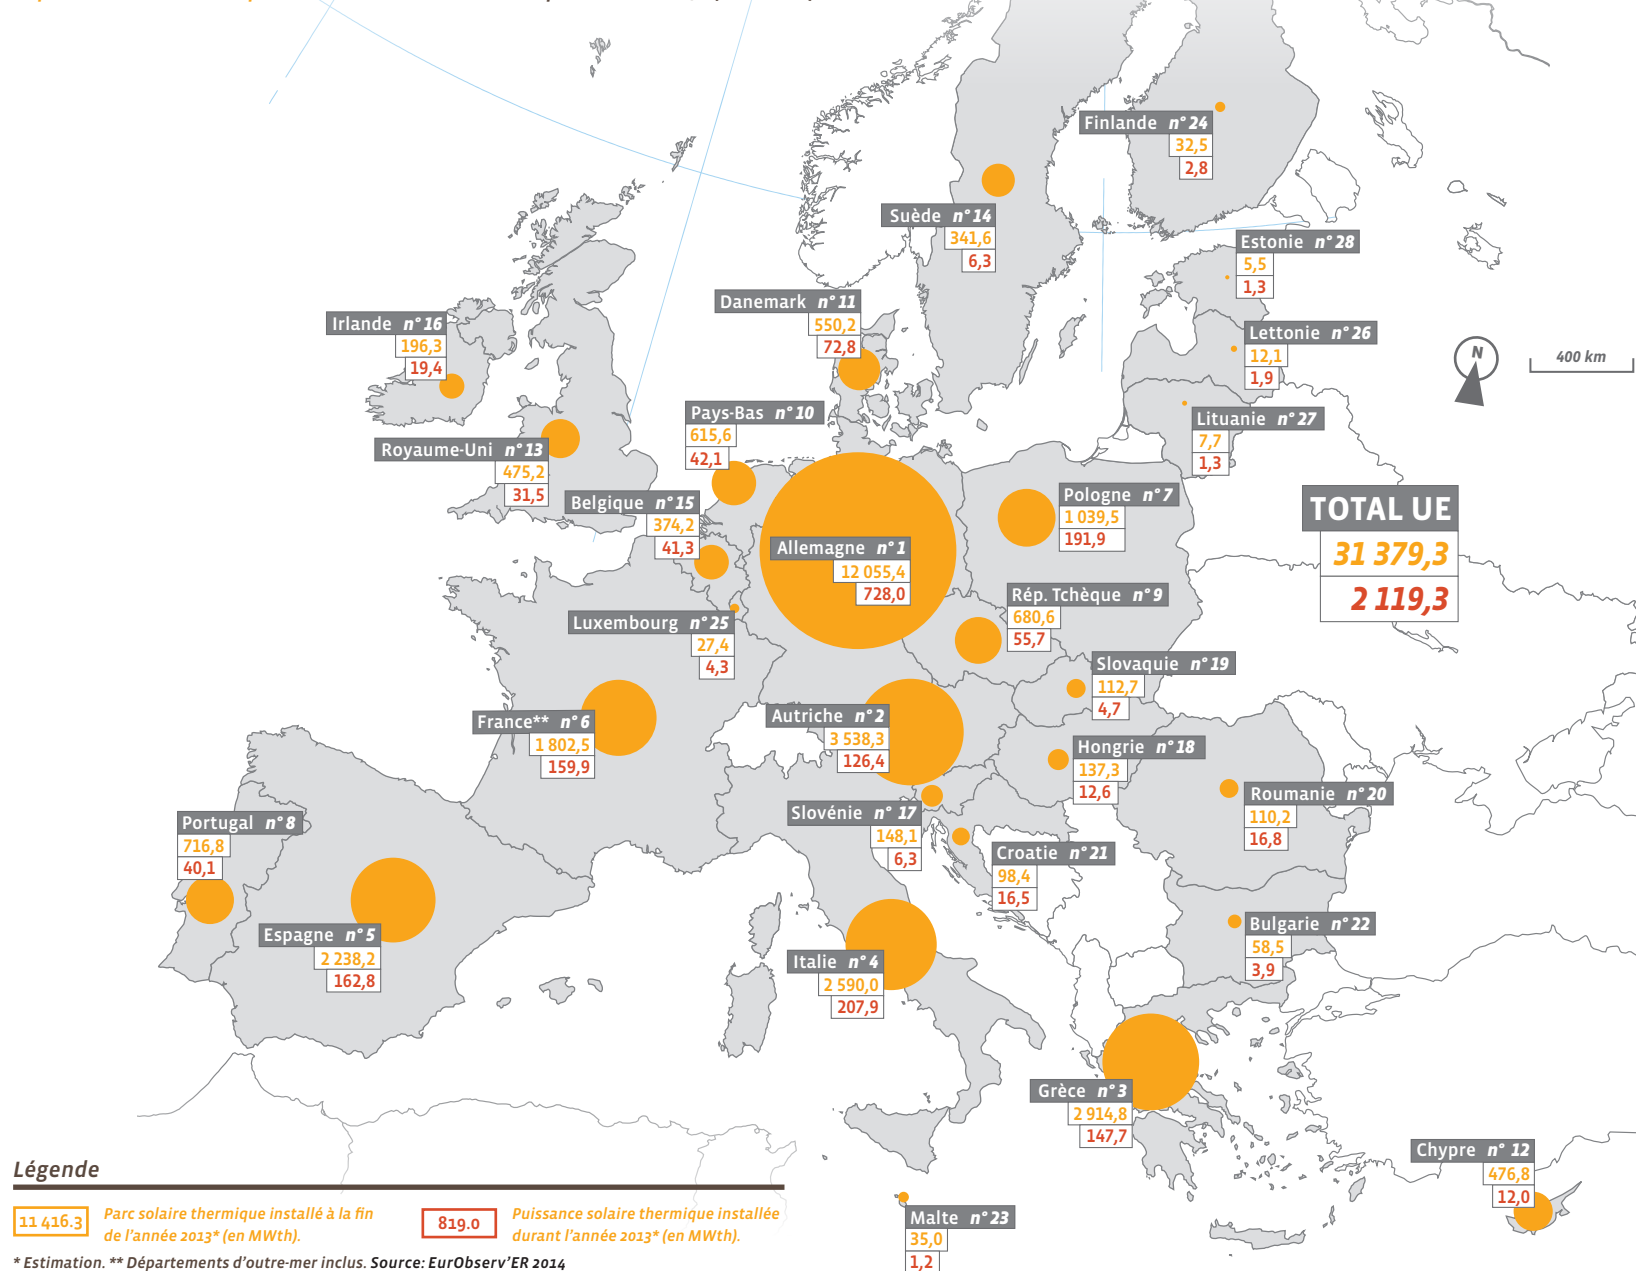 Finlande n° 24
32,5
2,8
Suède n° 14
341,6
6,3
Estonie n° 28
5,5
1,3
Danemark n° 11
550,2
72,8
Irlande n° 16
196,3
19,4
Lettonie n° 26
12,1
1,9
N
400 km
Pays-Bas n° 10
615,6
42,1
Lituanie n° 27
7,7
1,3
Royaume-Uni n° 13
475,2
31,5
Belgique n° 15
374,2
41,3
Pologne n° 7
1 039,5
191,9
TOTAL UE
31 379,3
2 119,3
Allemagne n° 1
12 055,4
728,0
Rép. Tchèque n° 9
680,6
55,7
Luxembourg n° 25
27,4
4,3
Slovaquie n° 19
112,7
4,7
France** n° 6
1 802,5
159,9
Autriche n° 2
3 538,3
126,4
Hongrie n° 18
137,3
12,6
Roumanie n° 20
110,2
16,8
Portugal n° 8
716,8
40,1
Slovénie n° 17
148,1
6,3
Croatie n° 21
98,4
16,5
Espagne n° 5
2 238,2
162,8
Bulgarie n° 22
58,5
3,9
Italie n° 4
2 590,0
207,9
Grèce n° 3
2 914,8
147,7
Chypre n° 12
476,8
12,0
Malte n° 23
35,0
1,2
Légende
11 416.3
Parc solaire thermique installé à la fin
de l'année 2013* (en MWth).
819.0
Puissance solaire thermique installée
durant l'année 2013* (en MWth).
* Estimation. ** Départements d'outre-mer inclus. Source: EurObserv'ER 2014